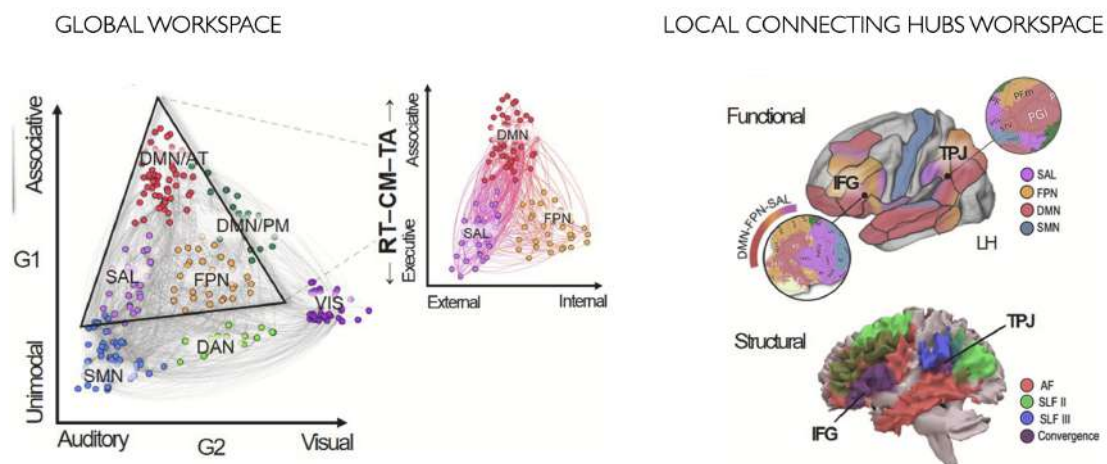 GLOBAL WORKSPACE
LOCAL CONNECTING HUBS WORKSPACE
Associative
Unimodal
G1
DMN/AT
DMN/PM
SAL
FPN
VIS
DAN
SMN
Auditory
G2
Visual
RT–CM–TA
Associative
Executive
DMN
SAL
FPN
External
Internal
Functional
PFm
PGi
TPJ
IFG
DMN-FPN-SAL
LH
SAL
FPN
DMN
SMN
Structural
TPJ
IFG
AF
SLF II
SLF III
Convergence